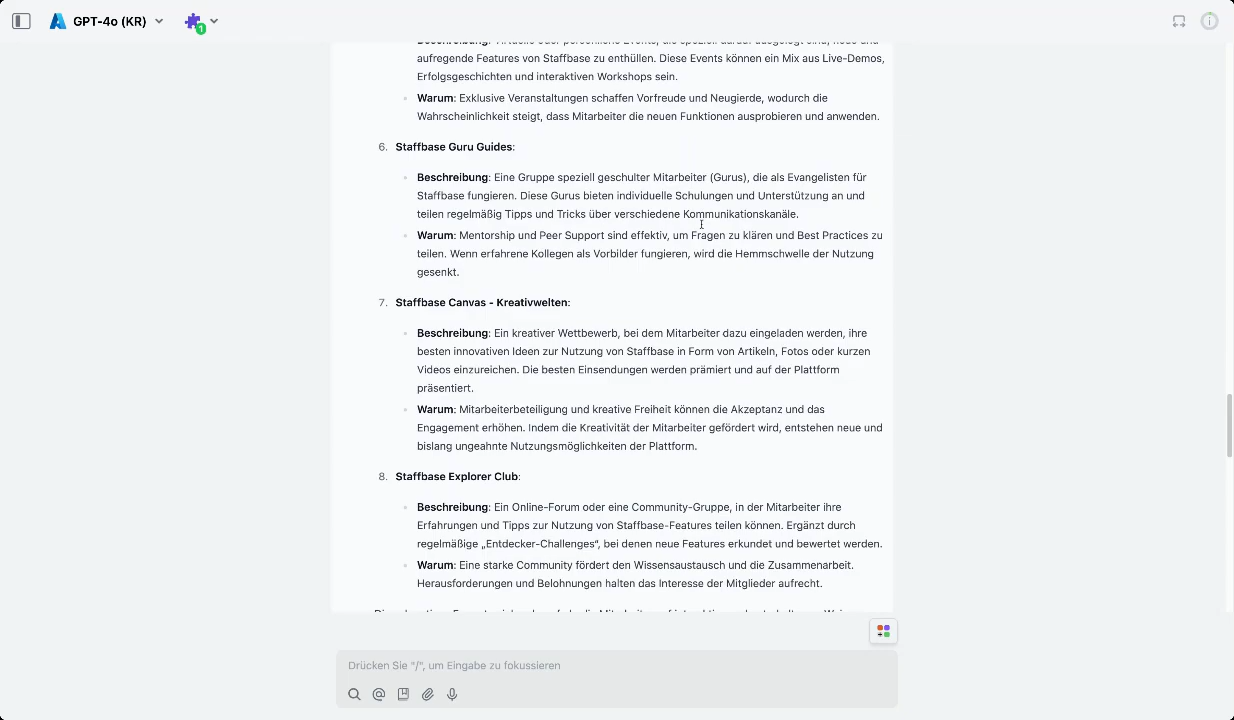 GPT-4o (KR)
1
aufregende Features von Staffbase zu enthüllen. Diese Events können ein Mix aus Live-Demos,
Erfolgsgeschichten und interaktiven Workshops sein.
Warum: Exklusive Veranstaltungen schaffen Vorfreude und Neugierde, wodurch die
Wahrscheinlichkeit steigt, dass Mitarbeiter die neuen Funktionen ausprobieren und anwenden.
6. Staffbase Guru Guides:
Beschreibung: Eine Gruppe speziell geschulter Mitarbeiter (Gurus), die als Evangelisten für
Staffbase fungieren. Diese Gurus bieten individuelle Schulungen und Unterstützung an und
teilen regelmäßig Tipps und Tricks über verschiedene Kommunikationskanäle.
Warum: Mentorship und Peer Support sind effektiv, um Fragen zu klären und Best Practices zu
teilen. Wenn erfahrene Kollegen als Vorbilder fungieren, wird die Hemmschwelle der Nutzung
gesenkt.
7. Staffbase Canvas - Kreativwelten:
Beschreibung: Ein kreativer Wettbewerb, bei dem Mitarbeiter dazu eingeladen werden, ihre
besten innovativen Ideen zur Nutzung von Staffbase in Form von Artikeln, Fotos oder kurzen
Videos einzureichen. Die besten Einsendungen werden prämiert und auf der Plattform
präsentiert.
Warum: Mitarbeiterbeteiligung und kreative Freiheit können die Akzeptanz und das
Engagement erhöhen. Indem die Kreativität der Mitarbeiter gefördert wird, entstehen neue und
bislang ungeahnte Nutzungsmöglichkeiten der Plattform.
8. Staffbase Explorer Club:
Beschreibung: Ein Online-Forum oder eine Community-Gruppe, in der Mitarbeiter ihre
Erfahrungen und Tipps zur Nutzung von Staffbase-Features teilen können. Ergänzt durch
regelmäßige „Entdecker-Challenges“, bei denen neue Features erkundet und bewertet werden.
Warum: Eine starke Community fördert den Wissensaustausch und die Zusammenarbeit.
Herausforderungen und Belohnungen halten das Interesse der Mitglieder aufrecht.
Drücken Sie "/", um Eingabe zu fokussieren